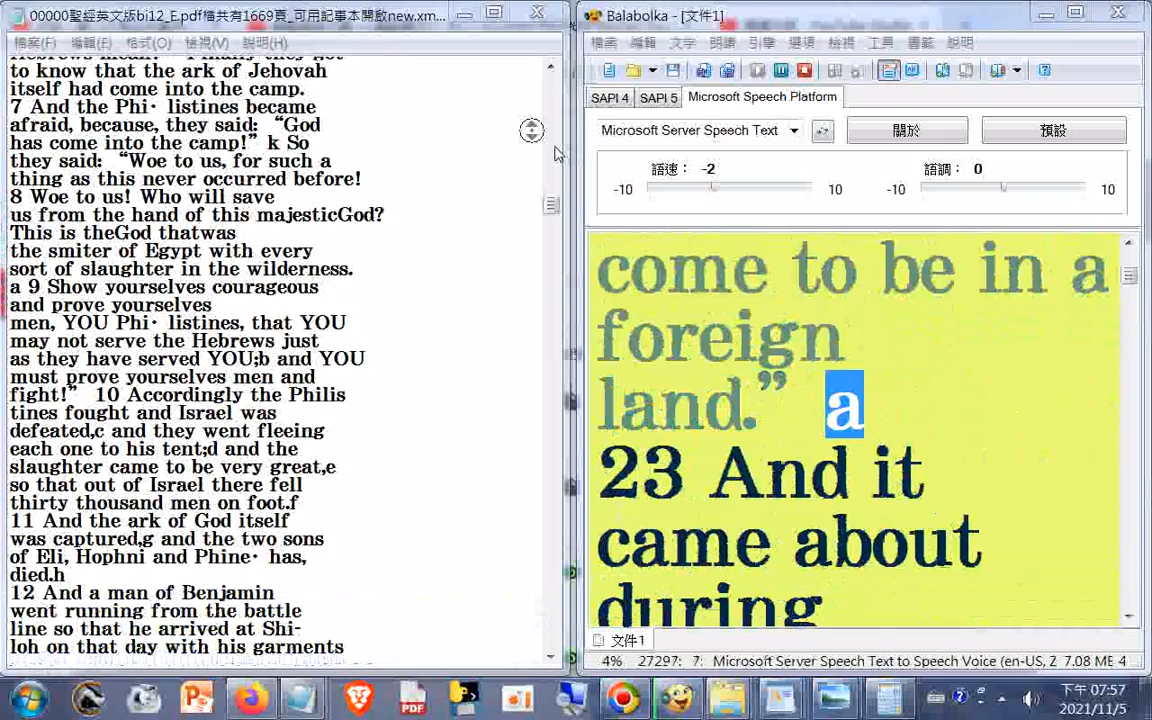 00000聖經英文版bi12_E.pdf檔共有1669頁_可用記事本開啟new.xm...
檔案(F) 編輯(E) 格式(O) 檢視(V) 說明(H)
to know that the ark of Jehovah
itself had come into the camp.
7 And the Phi· listines became
afraid, because, they said: “God
has come into the camp!” k So
they said: “Woe to us, for such a
thing as this never occurred before!
8 Woe to us! Who will save
us from the hand of this majesticGod?
This is theGod thatwas
the smiter of Egypt with every
sort of slaughter in the wilderness.
a 9 Show yourselves courageous
and prove yourselves
men, YOU Phi· listines, that YOU
may not serve the Hebrews just
as they have served YOU;b and YOU
must prove yourselves men and
fight!” 10 Accordingly the Philis
tines fought and Israel was
defeated,c and they went fleeing
each one to his tent;d and the
slaughter came to be very great,e
so that out of Israel there fell
thirty thousand men on foot.f
11 And the ark of God itself
was captured,g and the two sons
of Eli, Hophni and Phine· has,
died.h
12 And a man of Benjamin
went running from the battle
line so that he arrived at Shi-
loh on that day with his garments
Balabolka - [文件1]
檔案 編輯 文字 朗讀 引擎 選項 檢視 工具 書籤 說明
SAPI 4 SAPI 5 Microsoft Speech Platform
Microsoft Server Speech Text 關於 預設
語速: -2 語調: 0
-10 10 -10 10
come to be in a
foreign
land.” a
23 And it
came about
during
文件1
4% 27297: 7: Microsoft Server Speech Text to Speech Voice (en-US, Z 7.08 ME 4
下午 07:57
2021/11/5